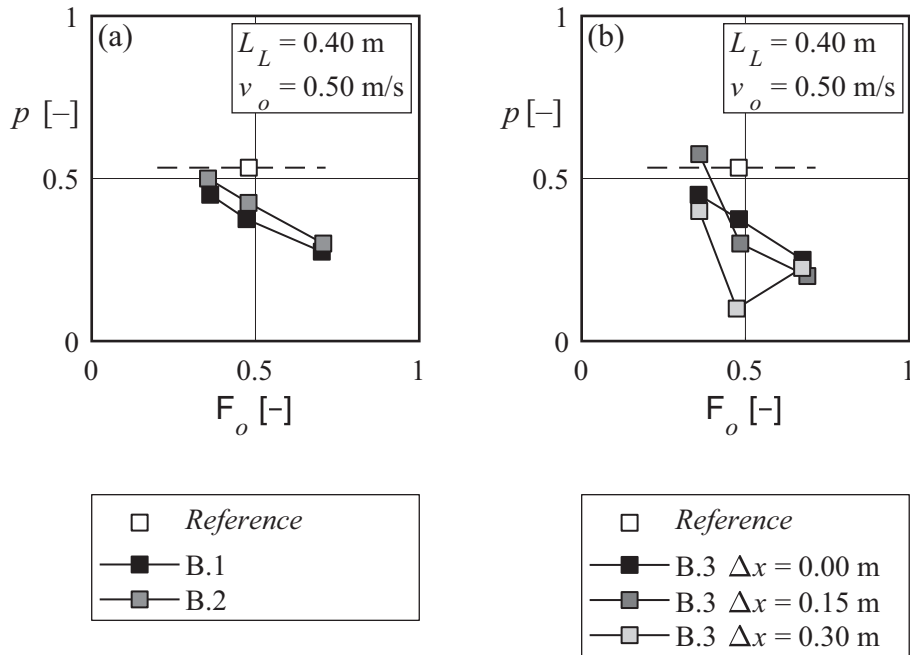 1
(a)
L_L = 0.40 m
v_o = 0.50 m/s
p [–]
0.5
0
0
0.5
1
F_o [–]
Reference
B.1
B.2
1
(b)
L_L = 0.40 m
v_o = 0.50 m/s
p [–]
0.5
0
0
0.5
1
F_o [–]
Reference
B.3 Δx = 0.00 m
B.3 Δx = 0.15 m
B.3 Δx = 0.30 m